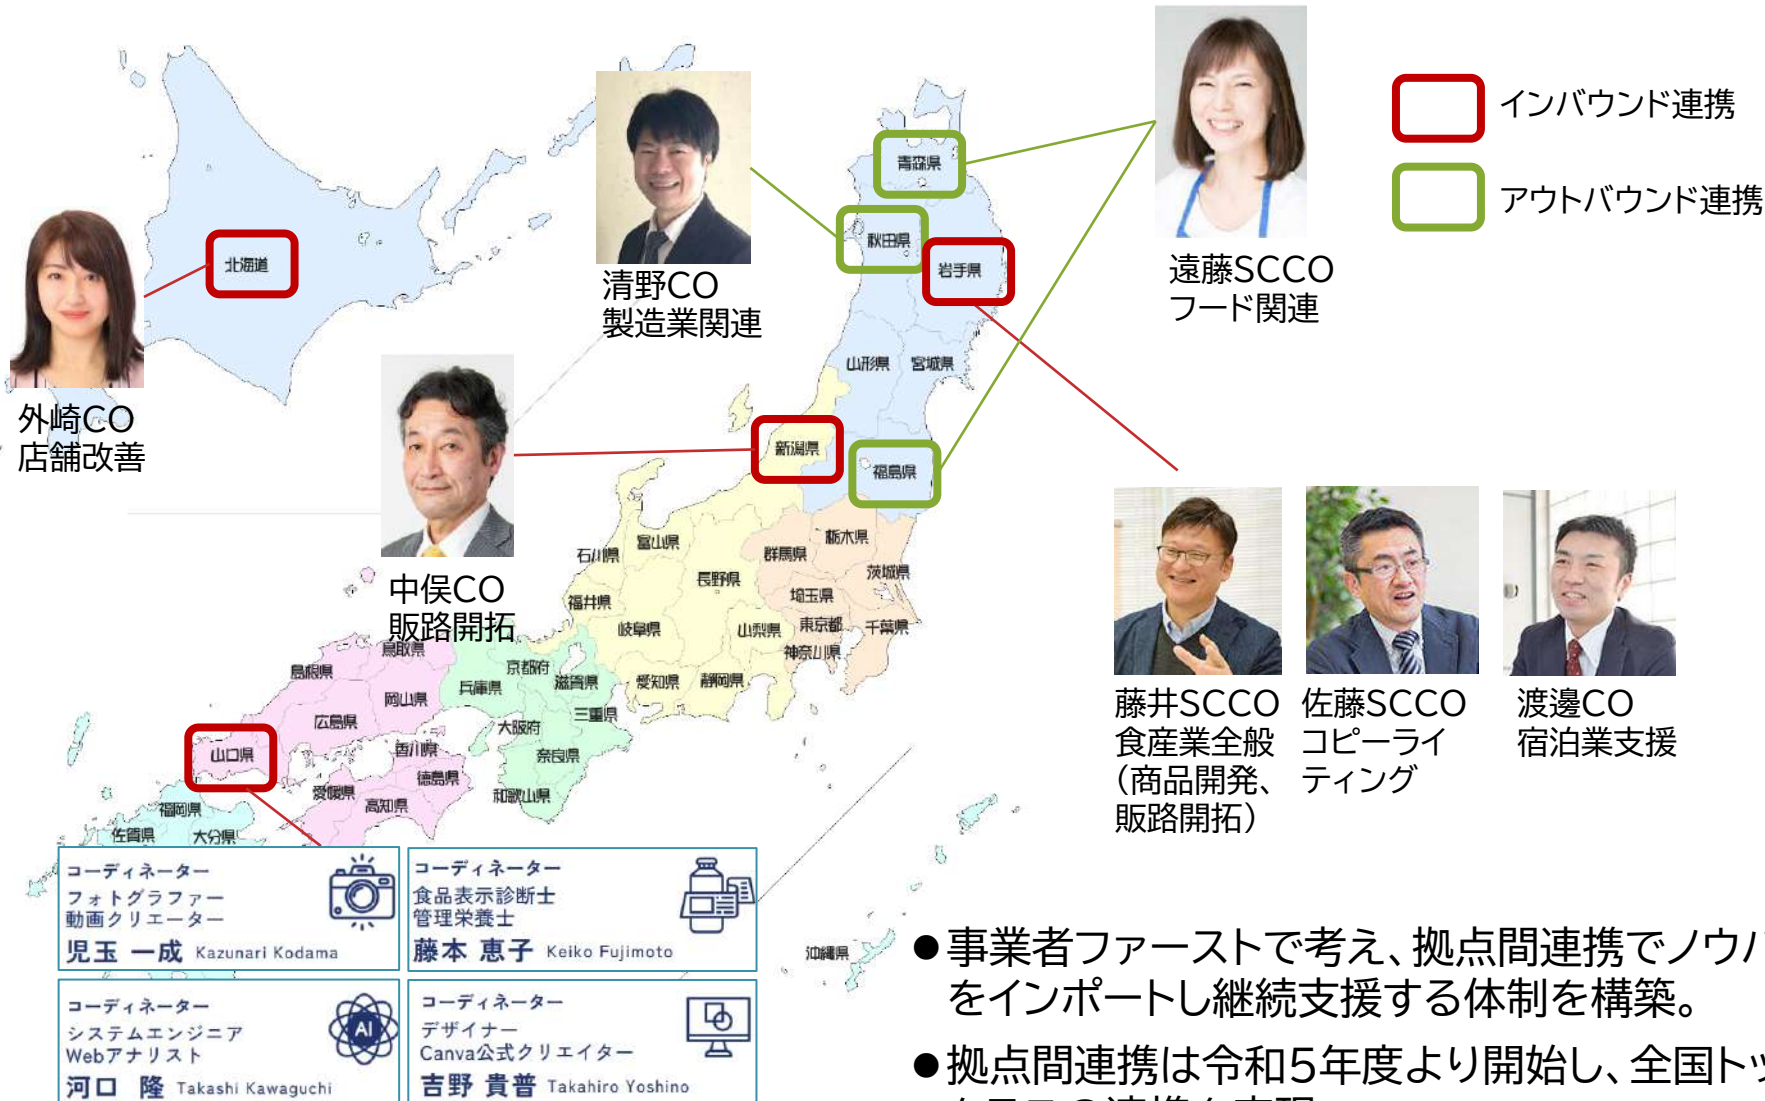 インバウンド連携
アウトバウンド連携
青森県
秋田県
岩手県
北海道
清野CO
製造業関連
遠藤SCCO
フード関連
山形県
宮城県
外崎CO
店舗改善
新潟県
福島県
中俣CO
販路開拓
石川県
富山県
群馬県
栃木県
長野県
茨城県
福井県
埼玉県
岐阜県
山梨県
東京都
千葉県
神奈川県
鳥取県
島根県
京都府
滋賀県
愛知県
静岡県
兵庫県
岡山県
広島県
三重県
大阪府
山口県
香川県
奈良県
徳島県
愛媛県
高知県
和歌山県
福岡県
佐賀県
大分県
藤井SCCO
食産業全般
(商品開発、
販路開拓)
佐藤SCCO
コピーライ
ティング
渡邊CO
宿泊業支援
コーディネーター
フォトグラファー
動画クリエーター
児玉 一成 Kazunari Kodama
コーディネーター
食品表示診断士
管理栄養士
藤本 恵子 Keiko Fujimoto
コーディネーター
システムエンジニア
Webアナリスト
河口 隆 Takashi Kawaguchi
AI
コーディネーター
デザイナー
Canva公式クリエイター
吉野 貴普 Takahiro Yoshino
沖縄県
●事業者ファーストで考え、拠点間連携でノウハ
をインポートし継続支援する体制を構築。
●拠点間連携は令和5年度より開始し、全国トッ